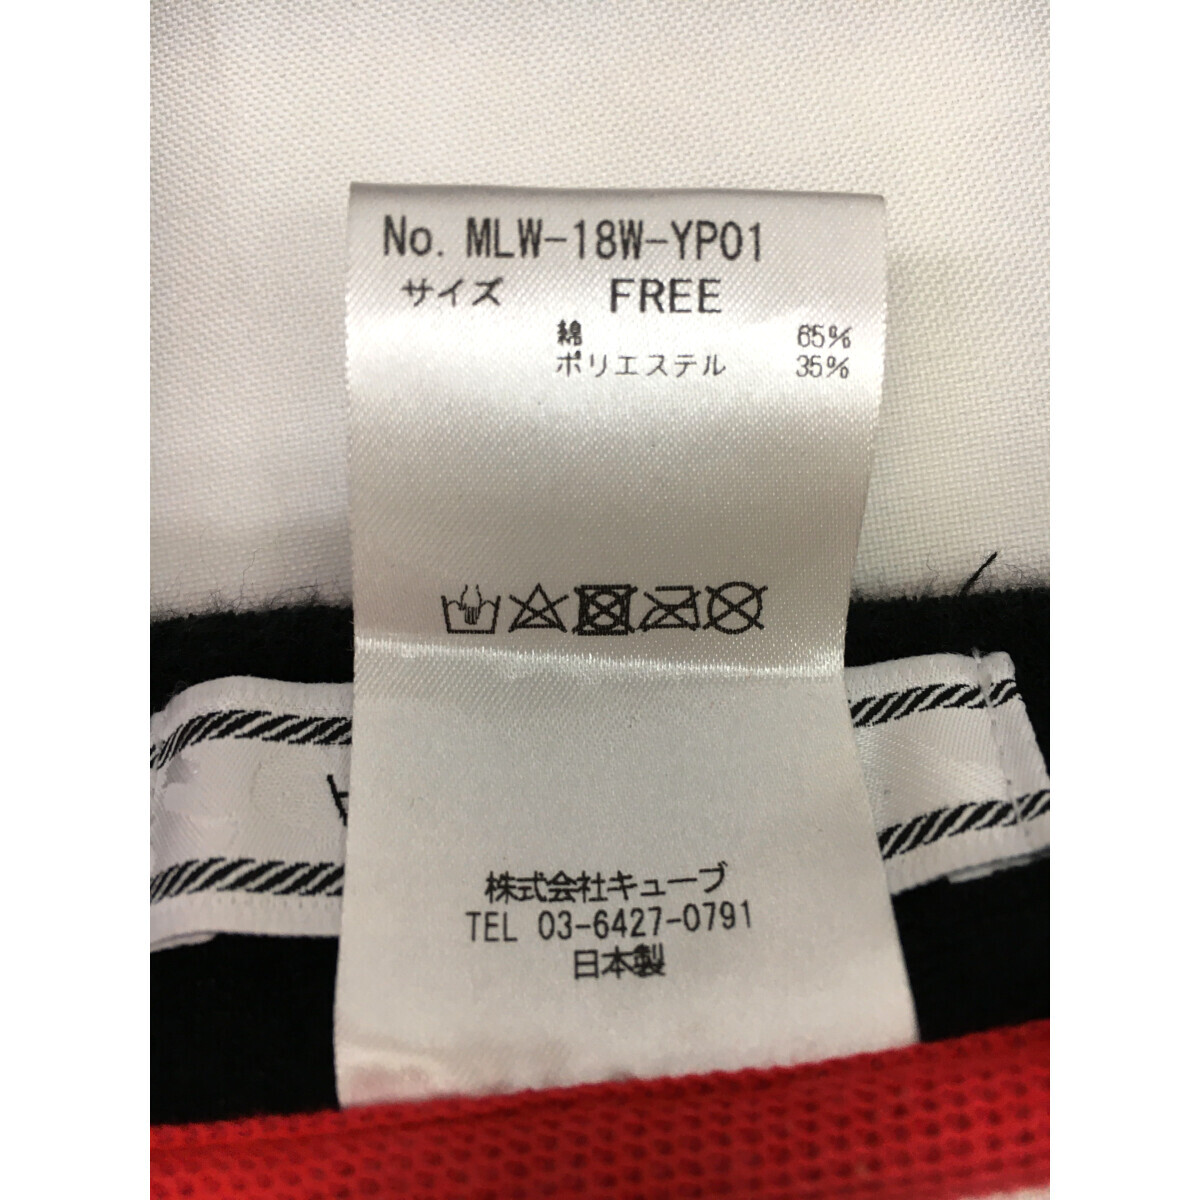 No. MLW-18W-YP01
サイズ FREE
綿 65%
ポリエステル 35%
株式会社キューブ
TEL 03-6427-0791
日本製